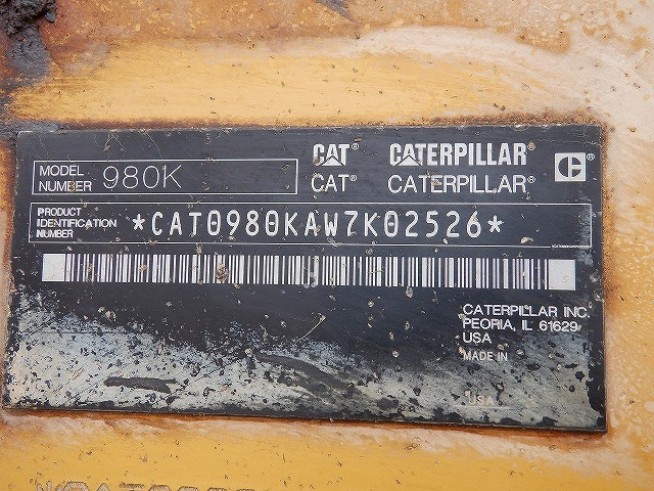 CAT® CATERPILLAR®
CAT® CATERPILLAR®
C®
MODEL NUMBER 980K
PRODUCT IDENTIFICATION NUMBER *CAT0980KAW7K02526*
CATERPILLAR INC.
PEORIA, IL 61629
USA
MADE IN
USA